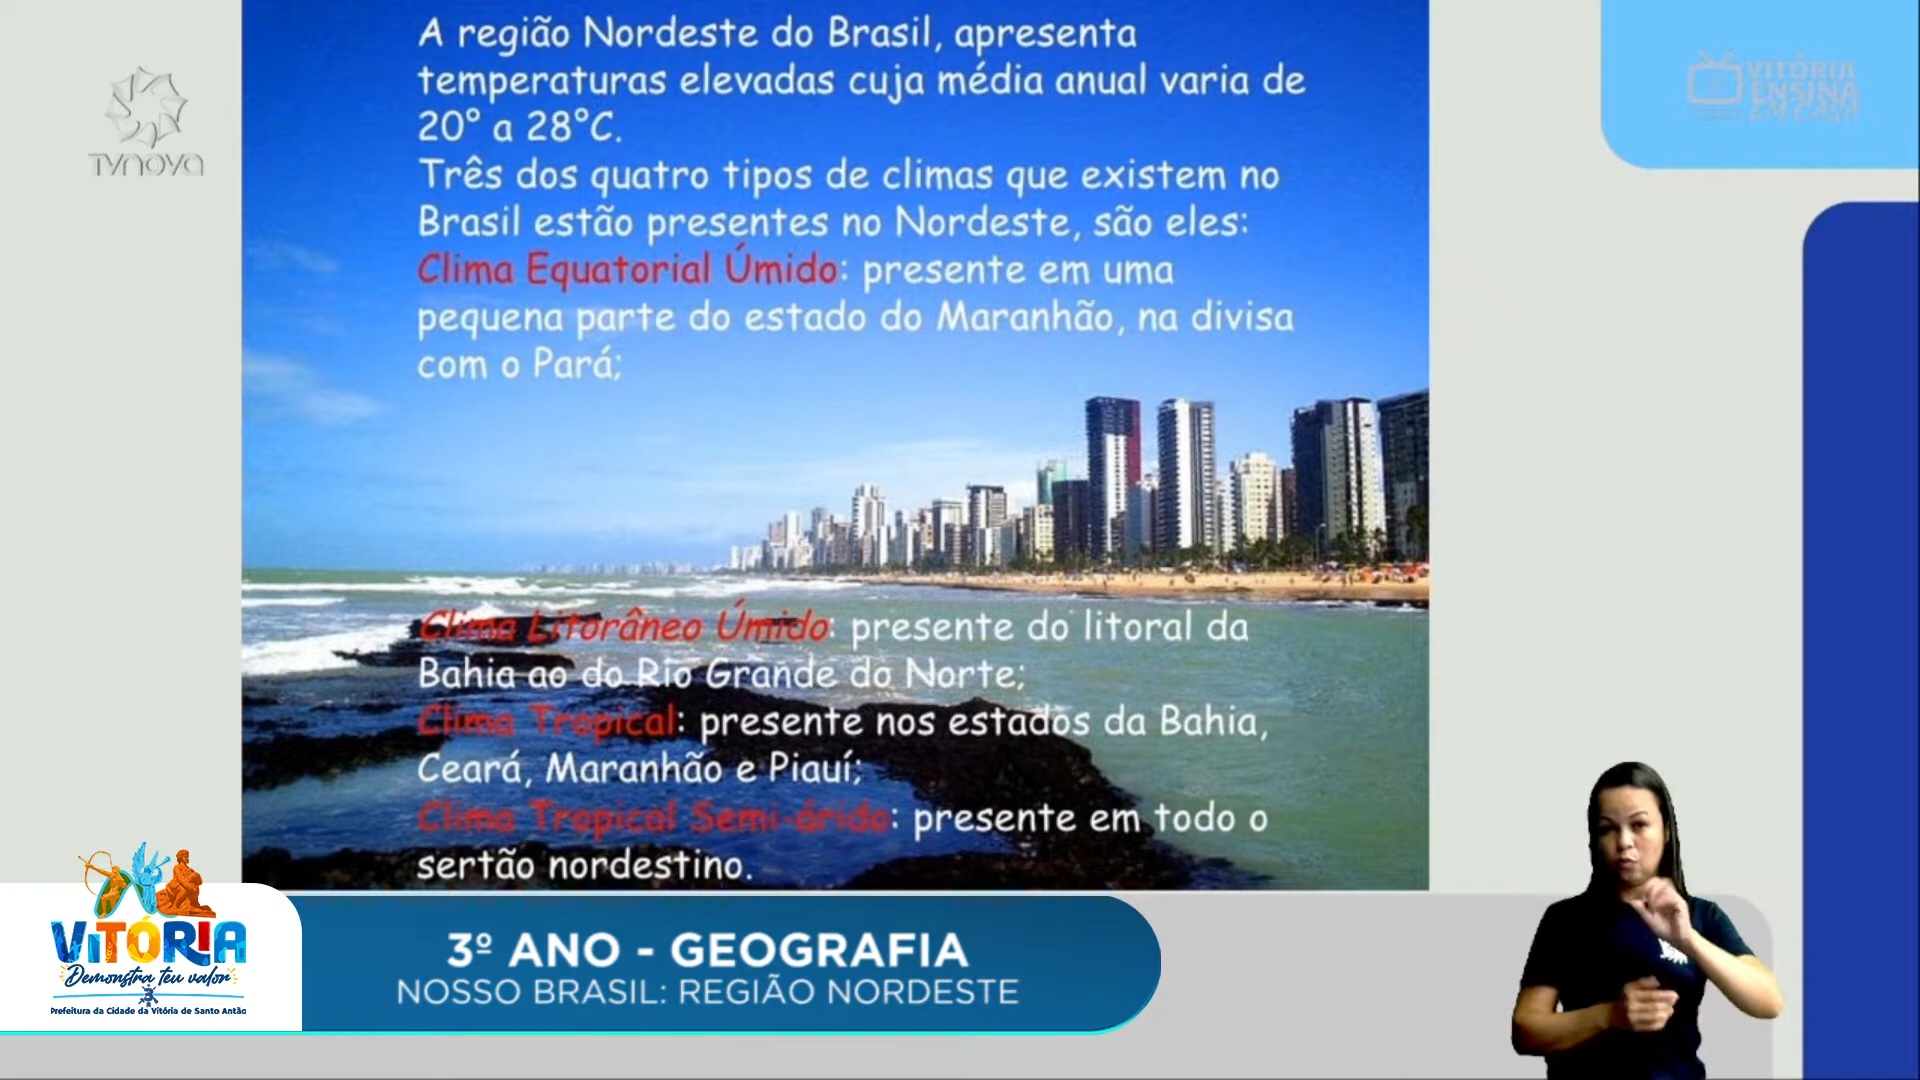 A região Nordeste do Brasil, apresenta
temperaturas elevadas cuja média anual varia de
20° a 28°C.
Três dos quatro tipos de climas que existem no
Brasil estão presentes no Nordeste, são eles:
Clima Equatorial Úmido: presente em uma
pequena parte do estado do Maranhão, na divisa
com o Pará;
Clima Litorâneo Úmido: presente do litoral da
Bahia ao do Rio Grande do Norte;
Clima Tropical: presente nos estados da Bahia,
Ceará, Maranhão e Piauí;
Clima Tropical Semi-árido: presente em todo o
sertão nordestino.
TVNOVA
VITÓRIA
ENSINA
EM CASA
VITÓRIA
Demonstra teu valor
Prefeitura da Cidade da Vitória de Santo Antão
3º ANO - GEOGRAFIA
NOSSO BRASIL: REGIÃO NORDESTE